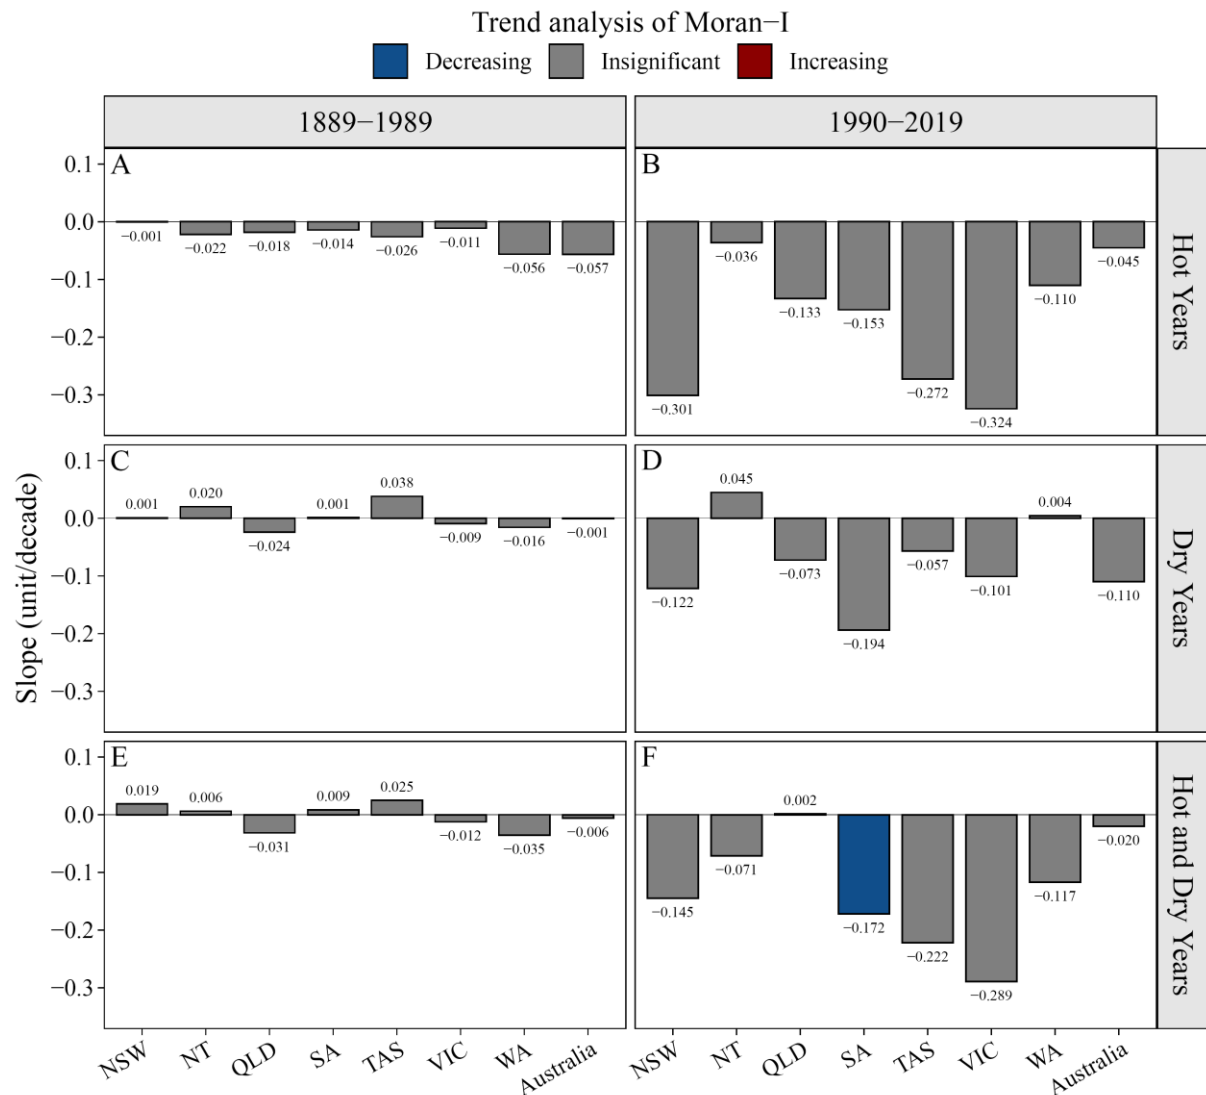 Trend analysis of Moran−I
Decreasing Insignificant Increasing
1889−1989 1990−2019
A
0.1
0.0
−0.1
−0.2
−0.3
−0.001 −0.022 −0.018 −0.014 −0.026 −0.011 −0.056 −0.057
B
−0.301 −0.036 −0.133 −0.153 −0.272 −0.324 −0.110 −0.045
Hot Years
C
0.1
0.0
−0.1
−0.2
−0.3
0.001 0.020 −0.024 0.001 0.038 −0.009 −0.016 −0.001
D
−0.122 0.045 −0.073 −0.194 −0.057 −0.101 0.004 −0.110
Dry Years
Slope (unit/decade)
E
0.1
0.0
−0.1
−0.2
−0.3
0.019 0.006 −0.031 0.009 0.025 −0.012 −0.035 −0.006
F
−0.145 −0.071 0.002 −0.172 −0.222 −0.289 −0.117 −0.020
Hot and Dry Years
NSW NT QLD SA TAS VIC WA Australia
NSW NT QLD SA TAS VIC WA Australia